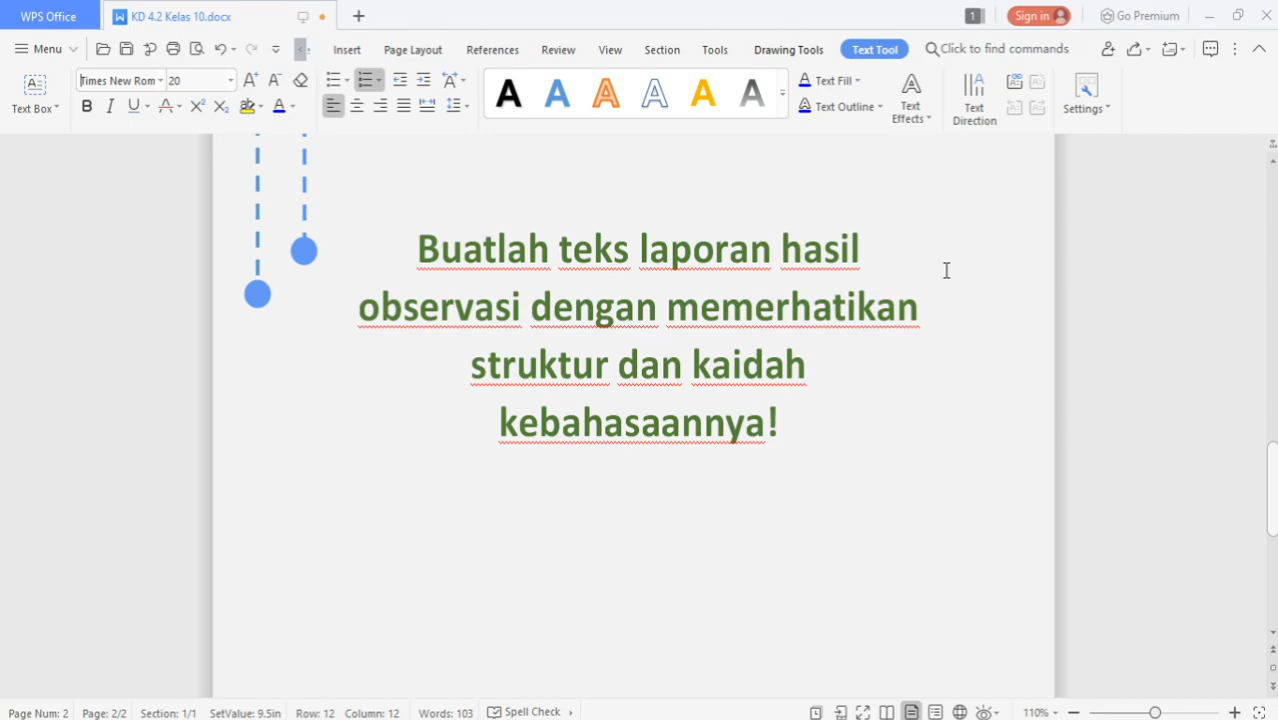 WPS Office
KD 4.2 Kelas 10.docx
1
Sign in
Go Premium
Menu
Insert
Page Layout
References
Review
View
Section
Tools
Drawing Tools
Text Tool
Click to find commands
Text Box
Times New Rom
20
Text Fill
Text Outline
Text Effects
Text Direction
Settings
Buatlah teks laporan hasil
observasi dengan memerhatikan
struktur dan kaidah
kebahasaannya!
Page Num: 2
Page: 2/2
Section: 1/1
SetValue: 9.5in
Row: 12
Column: 12
Words: 103
Spell Check
110%